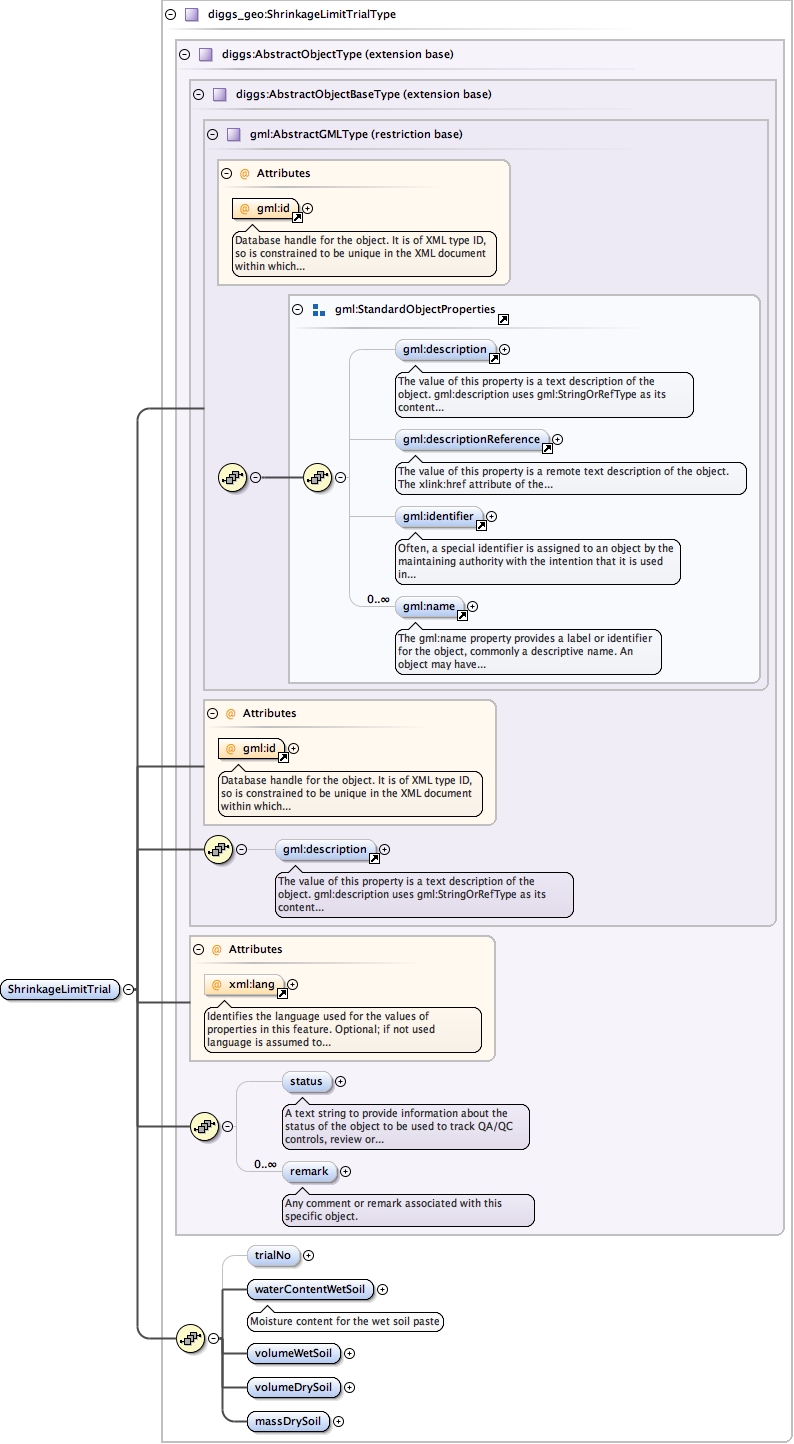 diggs_geo:ShrinkageLimitTrialType
diggs:AbstractObjectType (extension base)
diggs:AbstractObjectBaseType (extension base)
gml:AbstractGMLType (restriction base)
@ Attributes
@ gml:id
Database handle for the object. It is of XML type ID,
so is constrained to be unique in the XML document
within which...
gml:StandardObjectProperties
gml:description
The value of this property is a text description of the
object. gml:description uses gml:StringOrRefType as its
content...
gml:descriptionReference
The value of this property is a remote text description of the object.
The xlink:href attribute of the...
gml:identifier
Often, a special identifier is assigned to an object by the
maintaining authority with the intention that it is used
in...
0..∞
gml:name
The gml:name property provides a label or identifier
for the object, commonly a descriptive name. An
object may have...
@ Attributes
@ gml:id
Database handle for the object. It is of XML type ID,
so is constrained to be unique in the XML document
within which...
gml:description
The value of this property is a text description of the
object. gml:description uses gml:StringOrRefType as its
content...
@ Attributes
ShrinkageLimitTrial
@ xml:lang
Identifies the language used for the values of
properties in this feature. Optional; if not used
language is assumed to...
status
A text string to provide information about the
status of the object to be used to track QA/QC
controls, review or...
0..∞
remark
Any comment or remark associated with this
specific object.
trialNo
waterContentWetSoil
Moisture content for the wet soil paste
volumeWetSoil
volumeDrySoil
massDrySoil